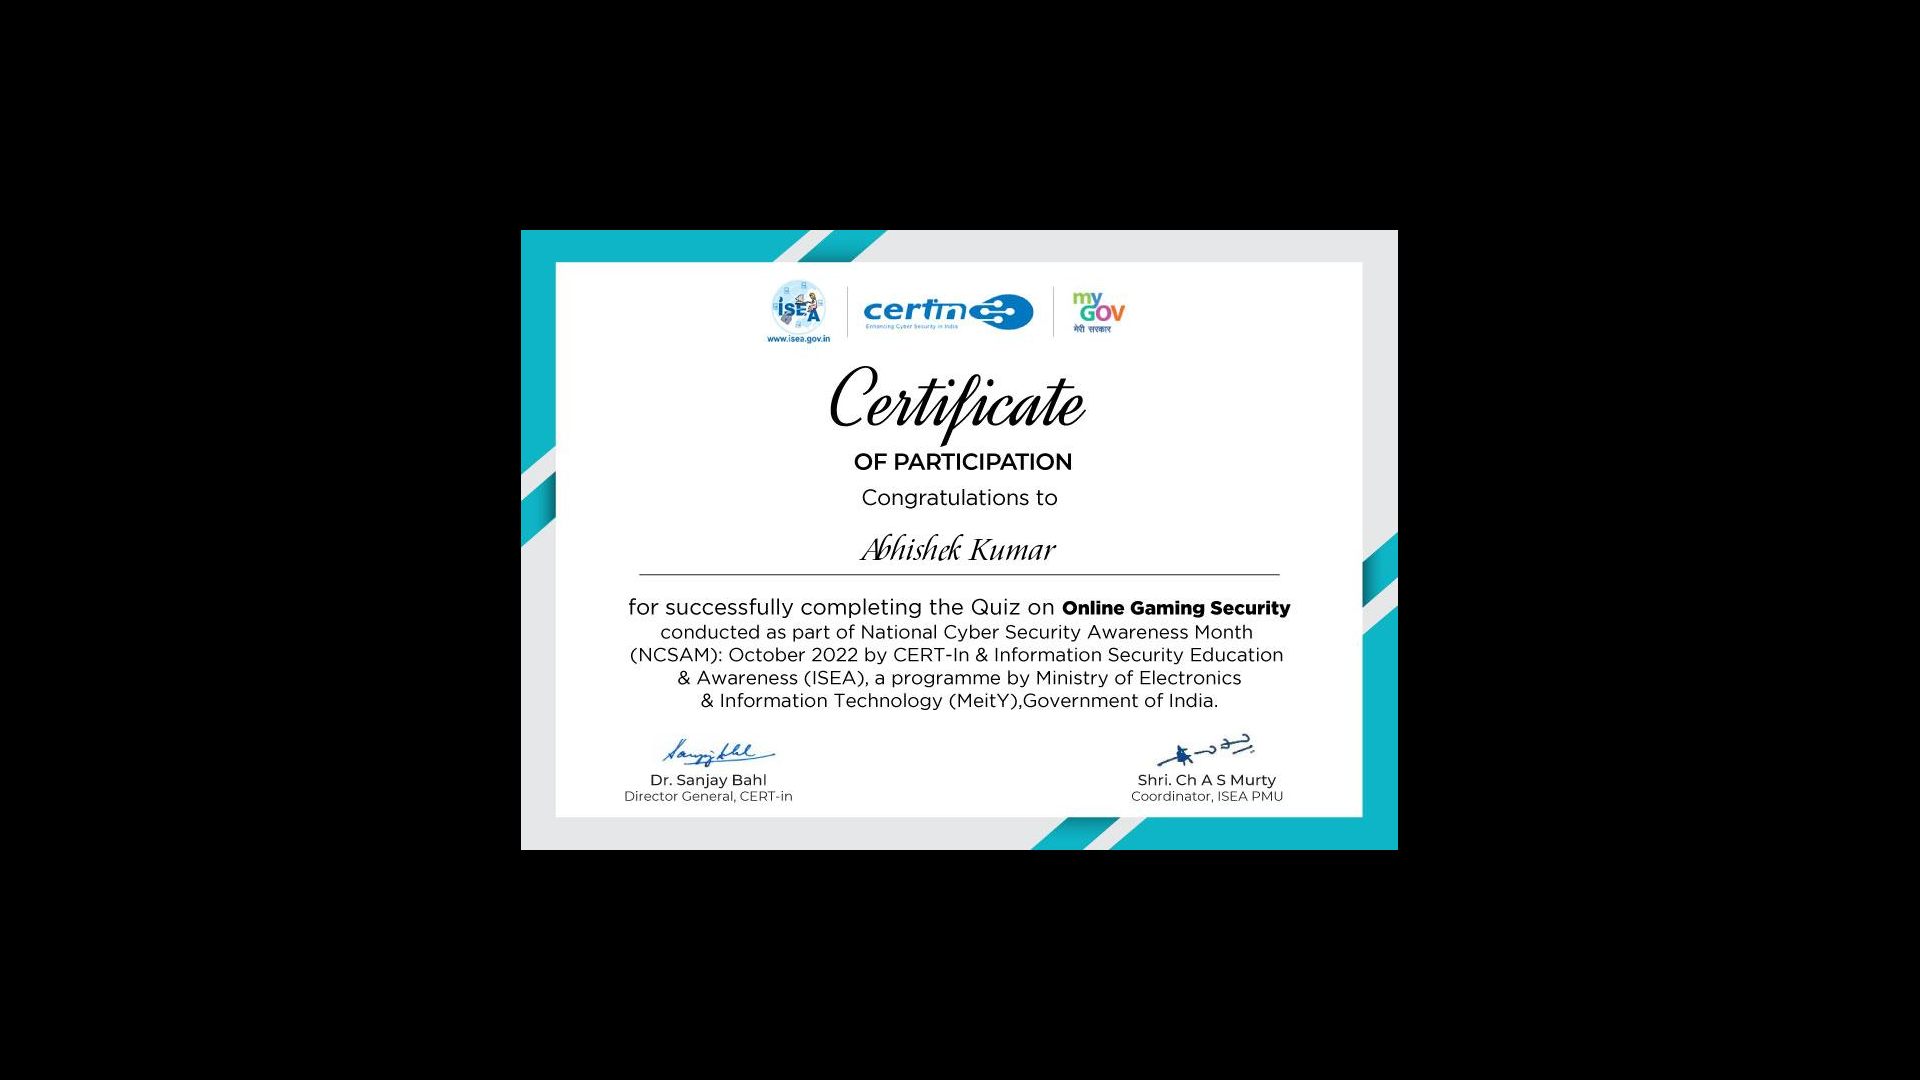 ISEA
www.isea.gov.in
certin
Enhancing Cyber Security in India
my
GOV
मेरी सरकार
Certificate
OF PARTICIPATION
Congratulations to
Abhishek Kumar
for successfully completing the Quiz on Online Gaming Security
conducted as part of National Cyber Security Awareness Month
(NCSAM): October 2022 by CERT-In & Information Security Education
& Awareness (ISEA), a programme by Ministry of Electronics
& Information Technology (MeitY),Government of India.
Dr. Sanjay Bahl
Director General, CERT-in
Shri. Ch A S Murty
Coordinator, ISEA PMU